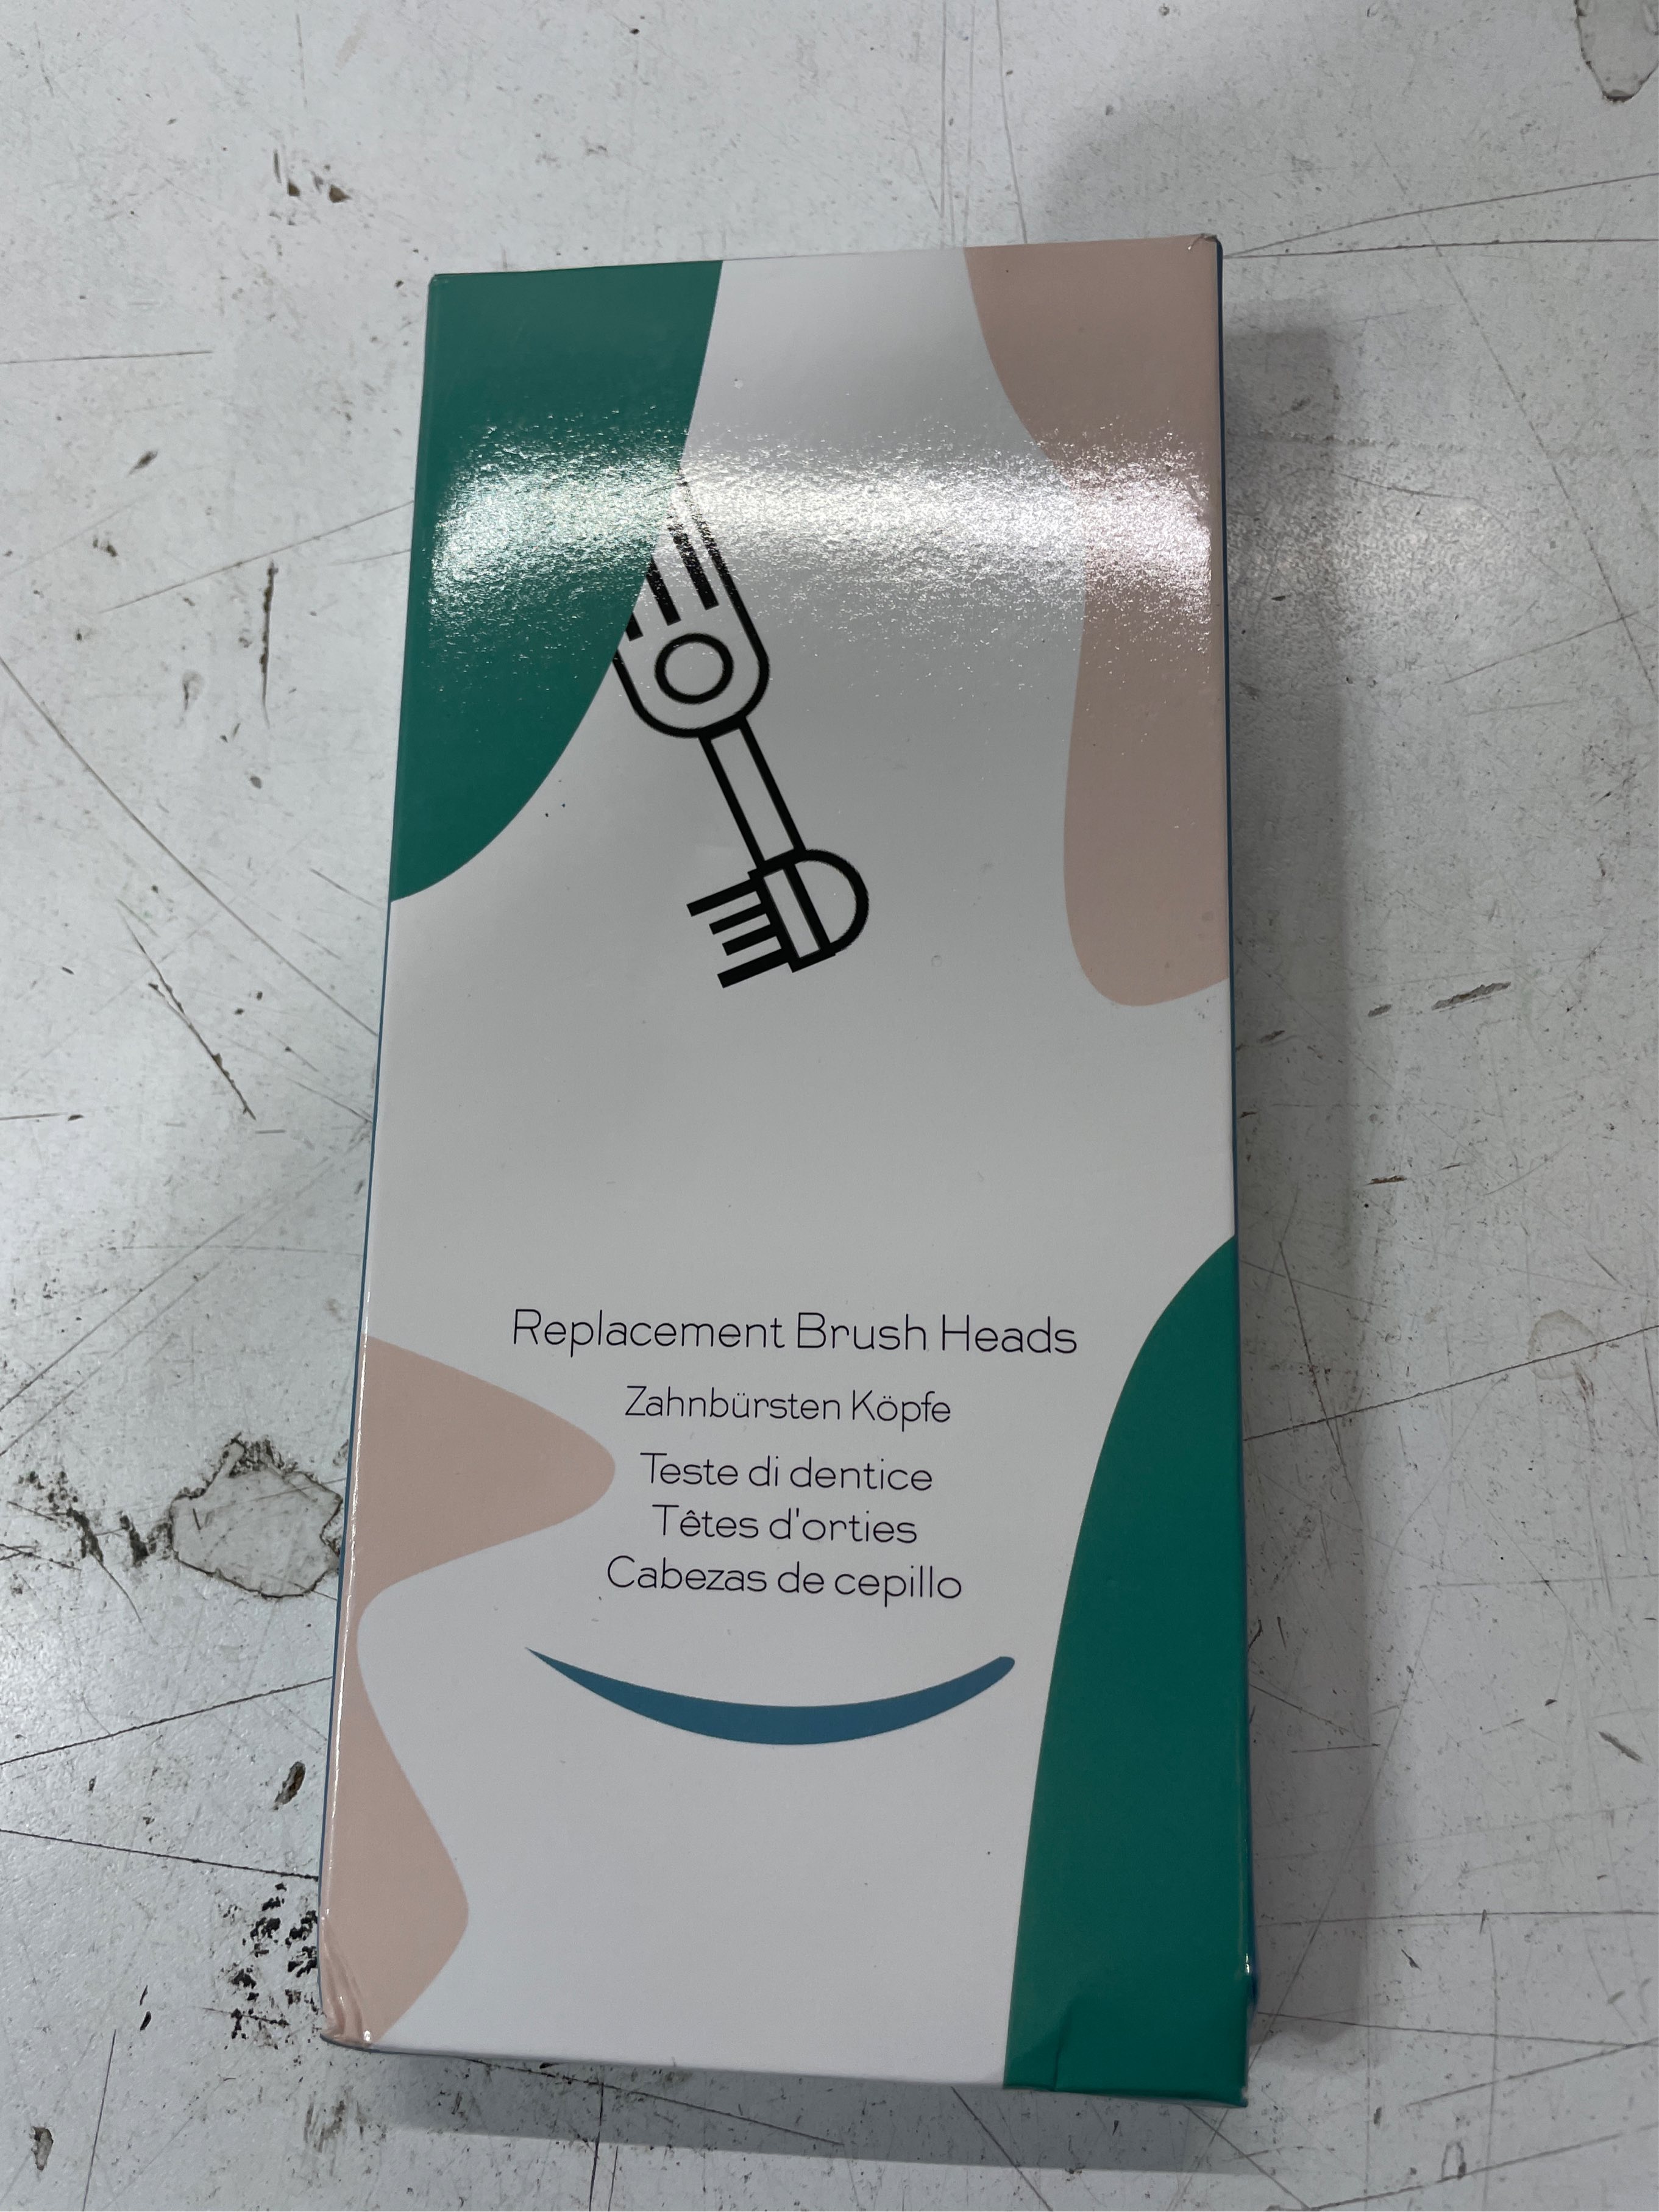 Replacement Brush Heads
Zahnbürsten Köpfe
Teste di dentice
Têtes d'orties
Cabezas de cepillo